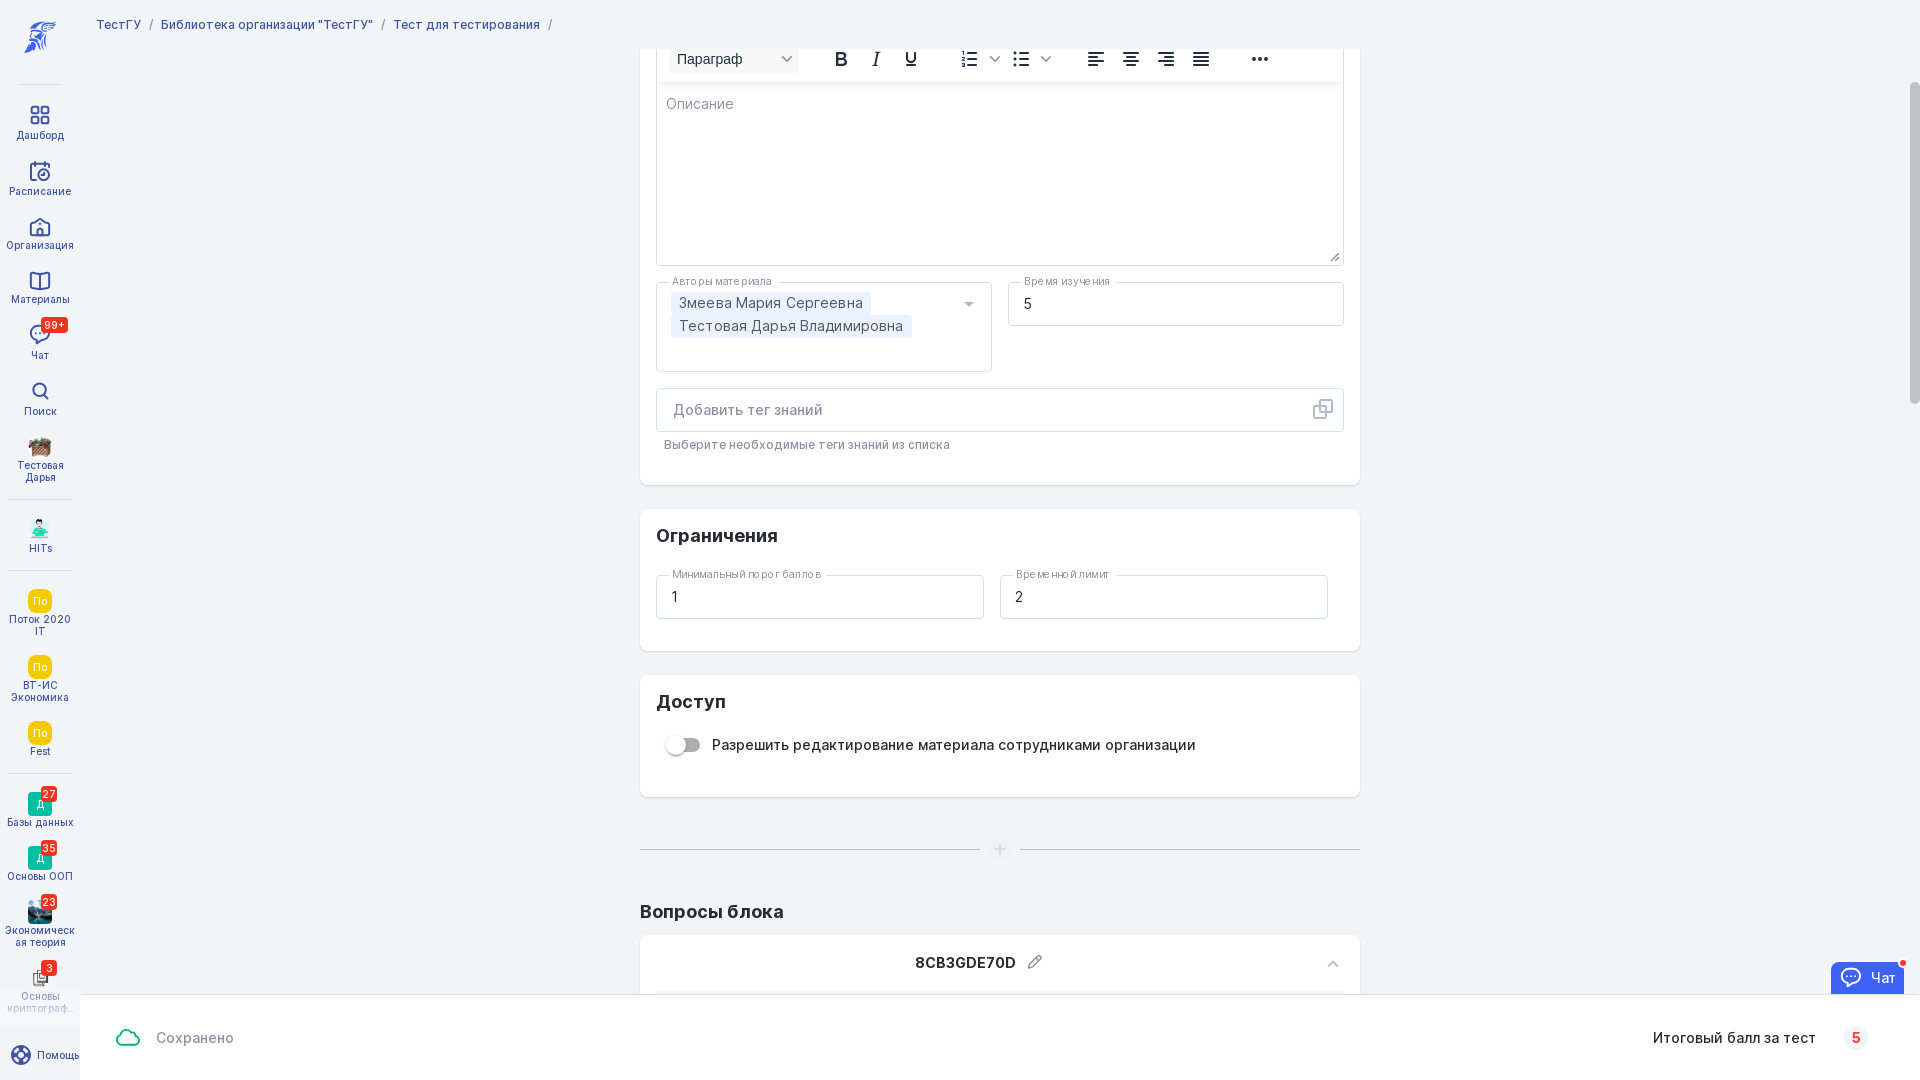 ТестГУ / Библиотека организации "ТестГУ" / Тест для тестирования /
Дашборд
Расписание
Организация
Материалы
99+
Чат
Поиск
Тестовая
Дарья
HITs
По
Поток 2020
IT
По
ВТ-ИС
Экономика
По
Fest
27
Д
Базы данных
35
Д
Основы ООП
23
Экономическ
ая теория
3
Основы
криптограф...
Помощь
Параграф
B I U
Описание
Авторы материала
Змеева Мария Сергеевна
Тестовая Дарья Владимировна
Время изучения
5
Добавить тег знаний
Выберите необходимые теги знаний из списка
Ограничения
Минимальный порог баллов
1
Временной лимит
2
Доступ
Разрешить редактирование материала сотрудниками организации
Вопросы блока
8CB3GDE70D
Чат
Сохранено
Итоговый балл за тест 5